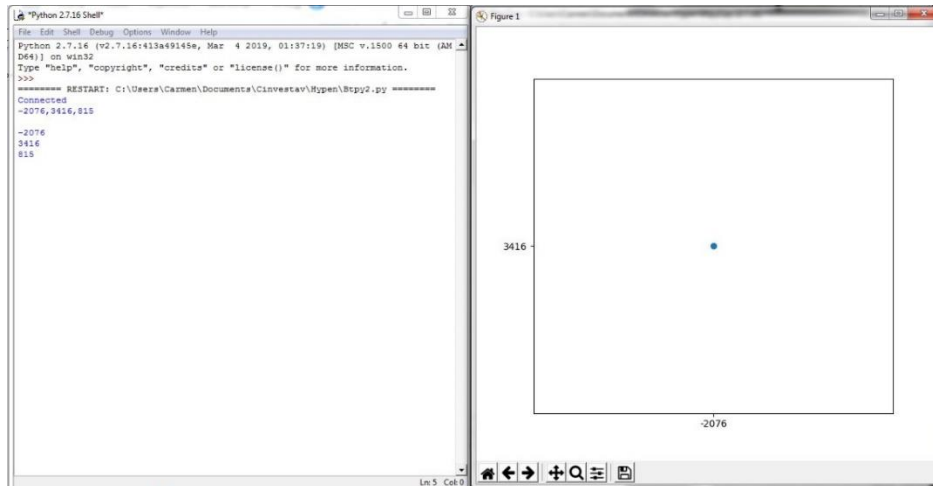 *Python 2.7.16 Shell*
File Edit Shell Debug Options Window Help
Python 2.7.16 (v2.7.16:413a49145e, Mar  4 2019, 01:37:19) [MSC v.1500 64 bit (AM
D64)] on win32
Type "help", "copyright", "credits" or "license()" for more information.
>>>
======== RESTART: C:\Users\Carmen\Documents\Cinvestav\Hypen\Btpy2.py ========
Connected
-2076,3416,815
-2076
3416
815
Ln: 5 Col: 0
Figure 1
3416
-2076